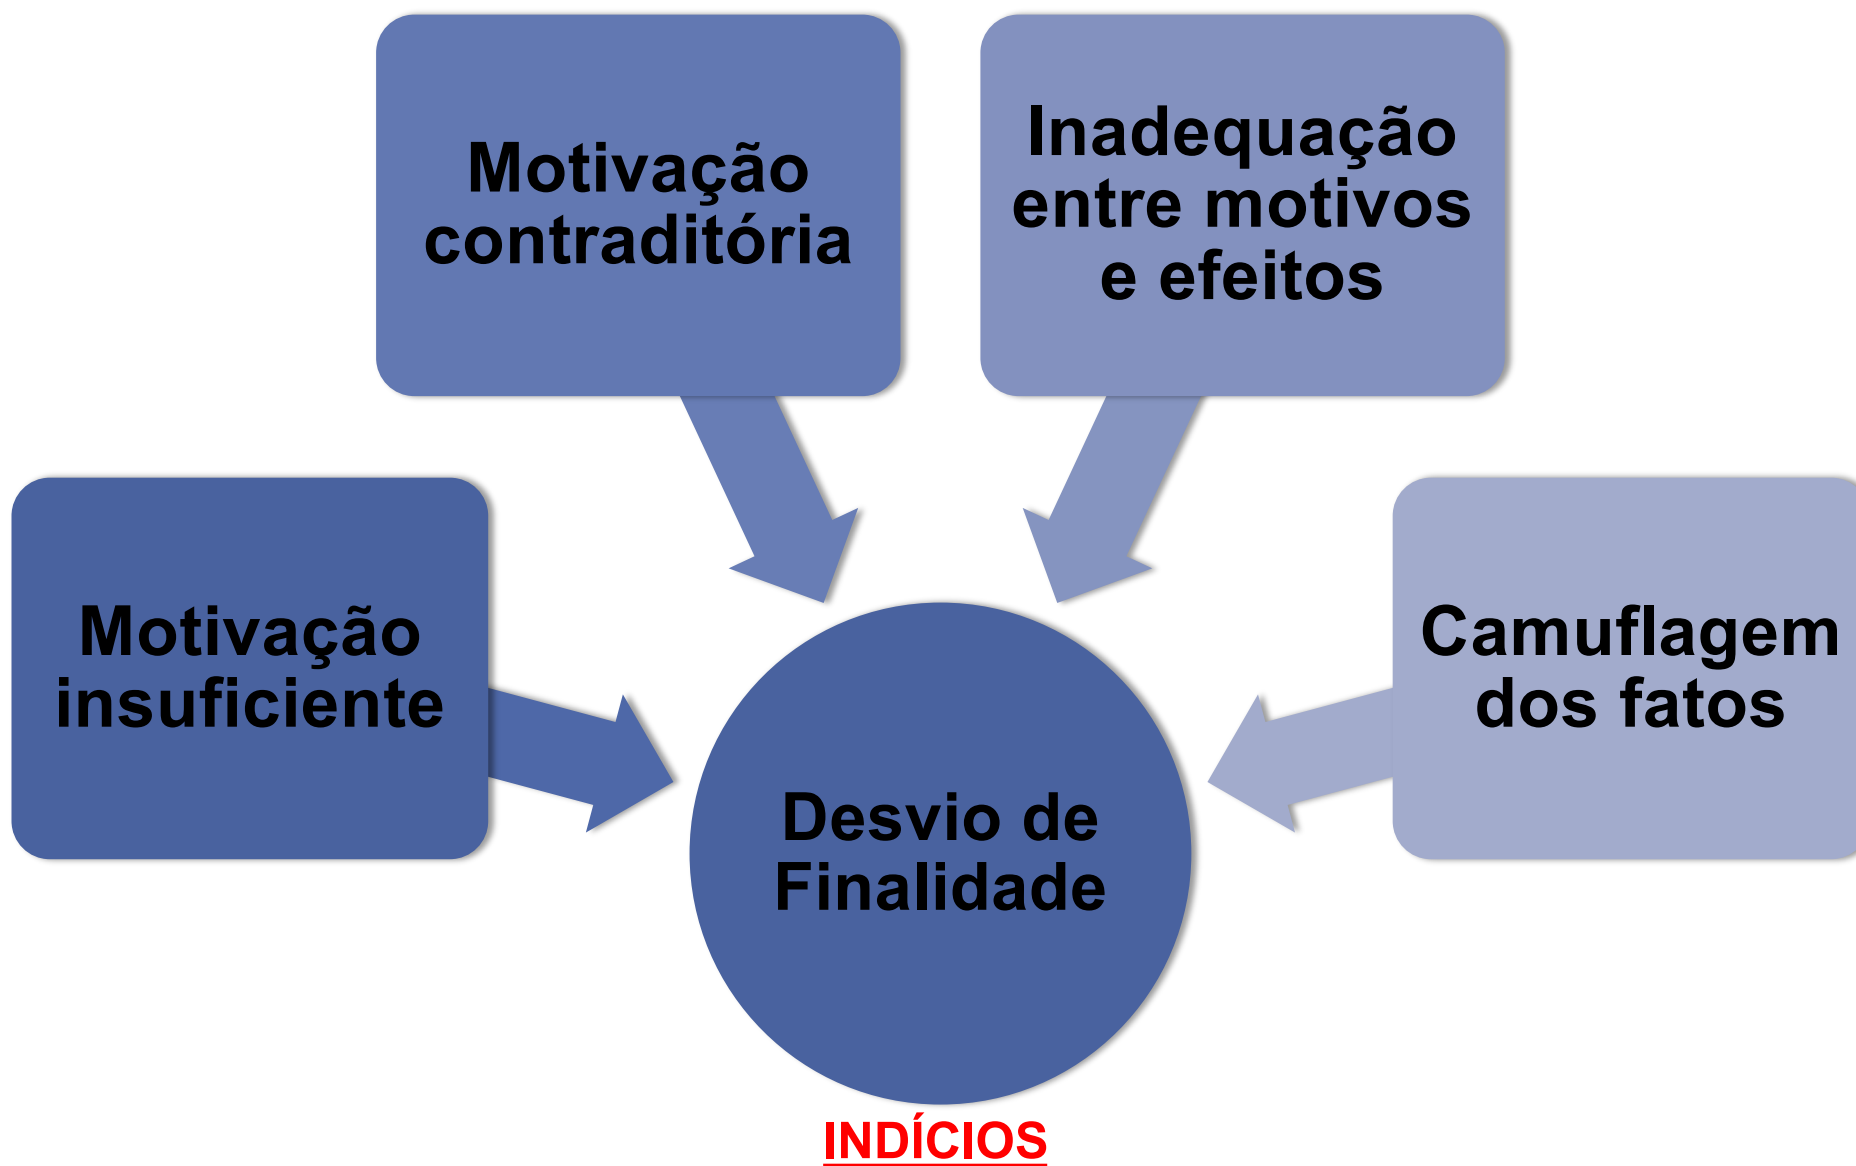 Motivação
contraditória
Inadequação
entre motivos
e efeitos
Motivação
insuficiente
Camuflagem
dos fatos
Desvio de
Finalidade
INDÍCIOS